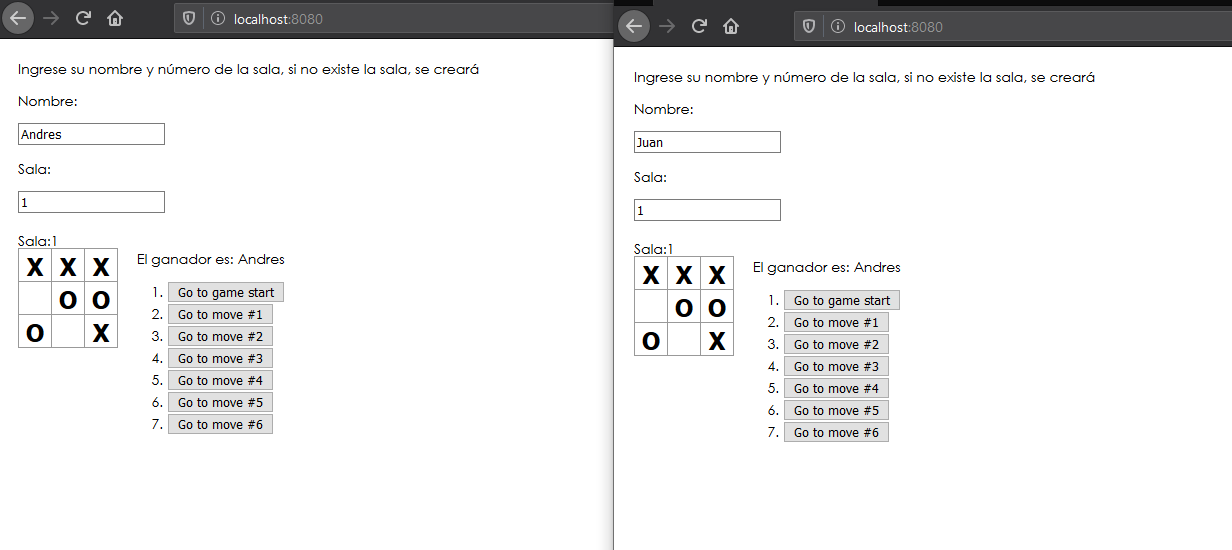 localhost:8080
Ingrese su nombre y número de la sala, si no existe la sala, se creará
Nombre:
Andres
Sala:
1
Sala:1
X X X
O O
O X
El ganador es: Andres
1. Go to game start
2. Go to move #1
3. Go to move #2
4. Go to move #3
5. Go to move #4
6. Go to move #5
7. Go to move #6
localhost:8080
Ingrese su nombre y número de la sala, si no existe la sala, se creará
Nombre:
Juan
Sala:
1
Sala:1
X X X
O O
O X
El ganador es: Andres
1. Go to game start
2. Go to move #1
3. Go to move #2
4. Go to move #3
5. Go to move #4
6. Go to move #5
7. Go to move #6